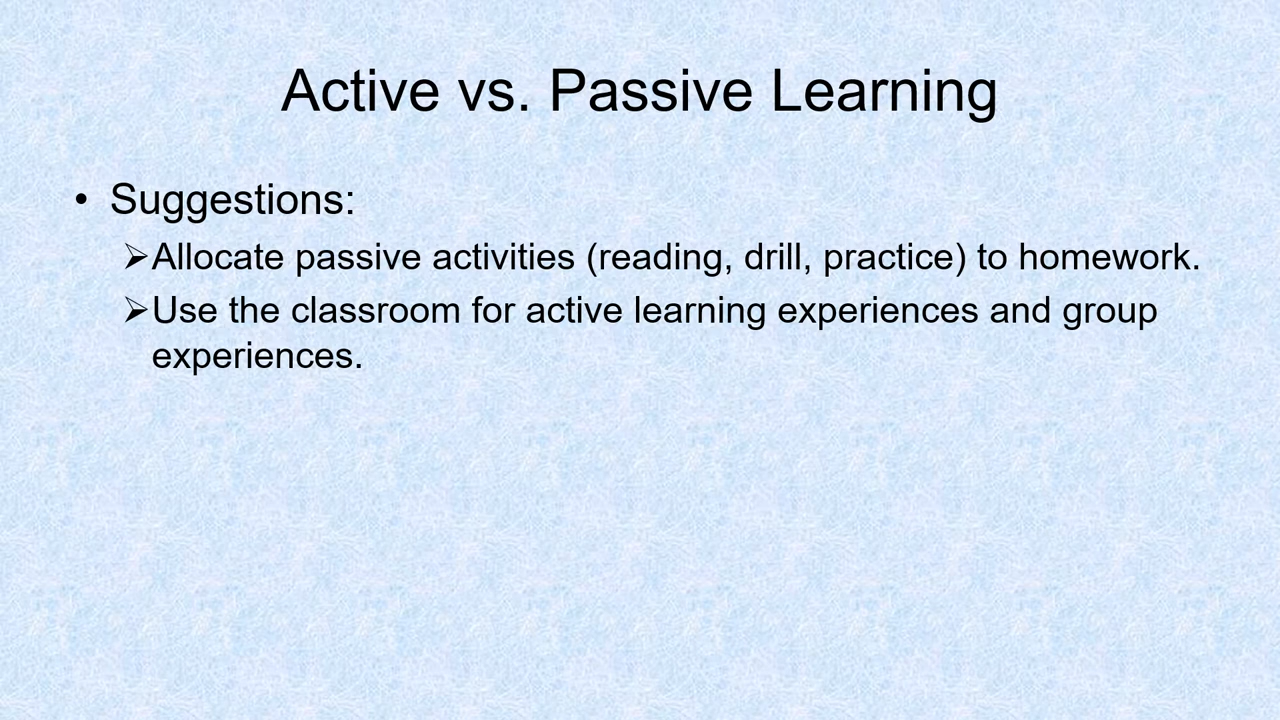 Active vs. Passive Learning
• Suggestions:
➢Allocate passive activities (reading, drill, practice) to homework.
➢Use the classroom for active learning experiences and group
experiences.